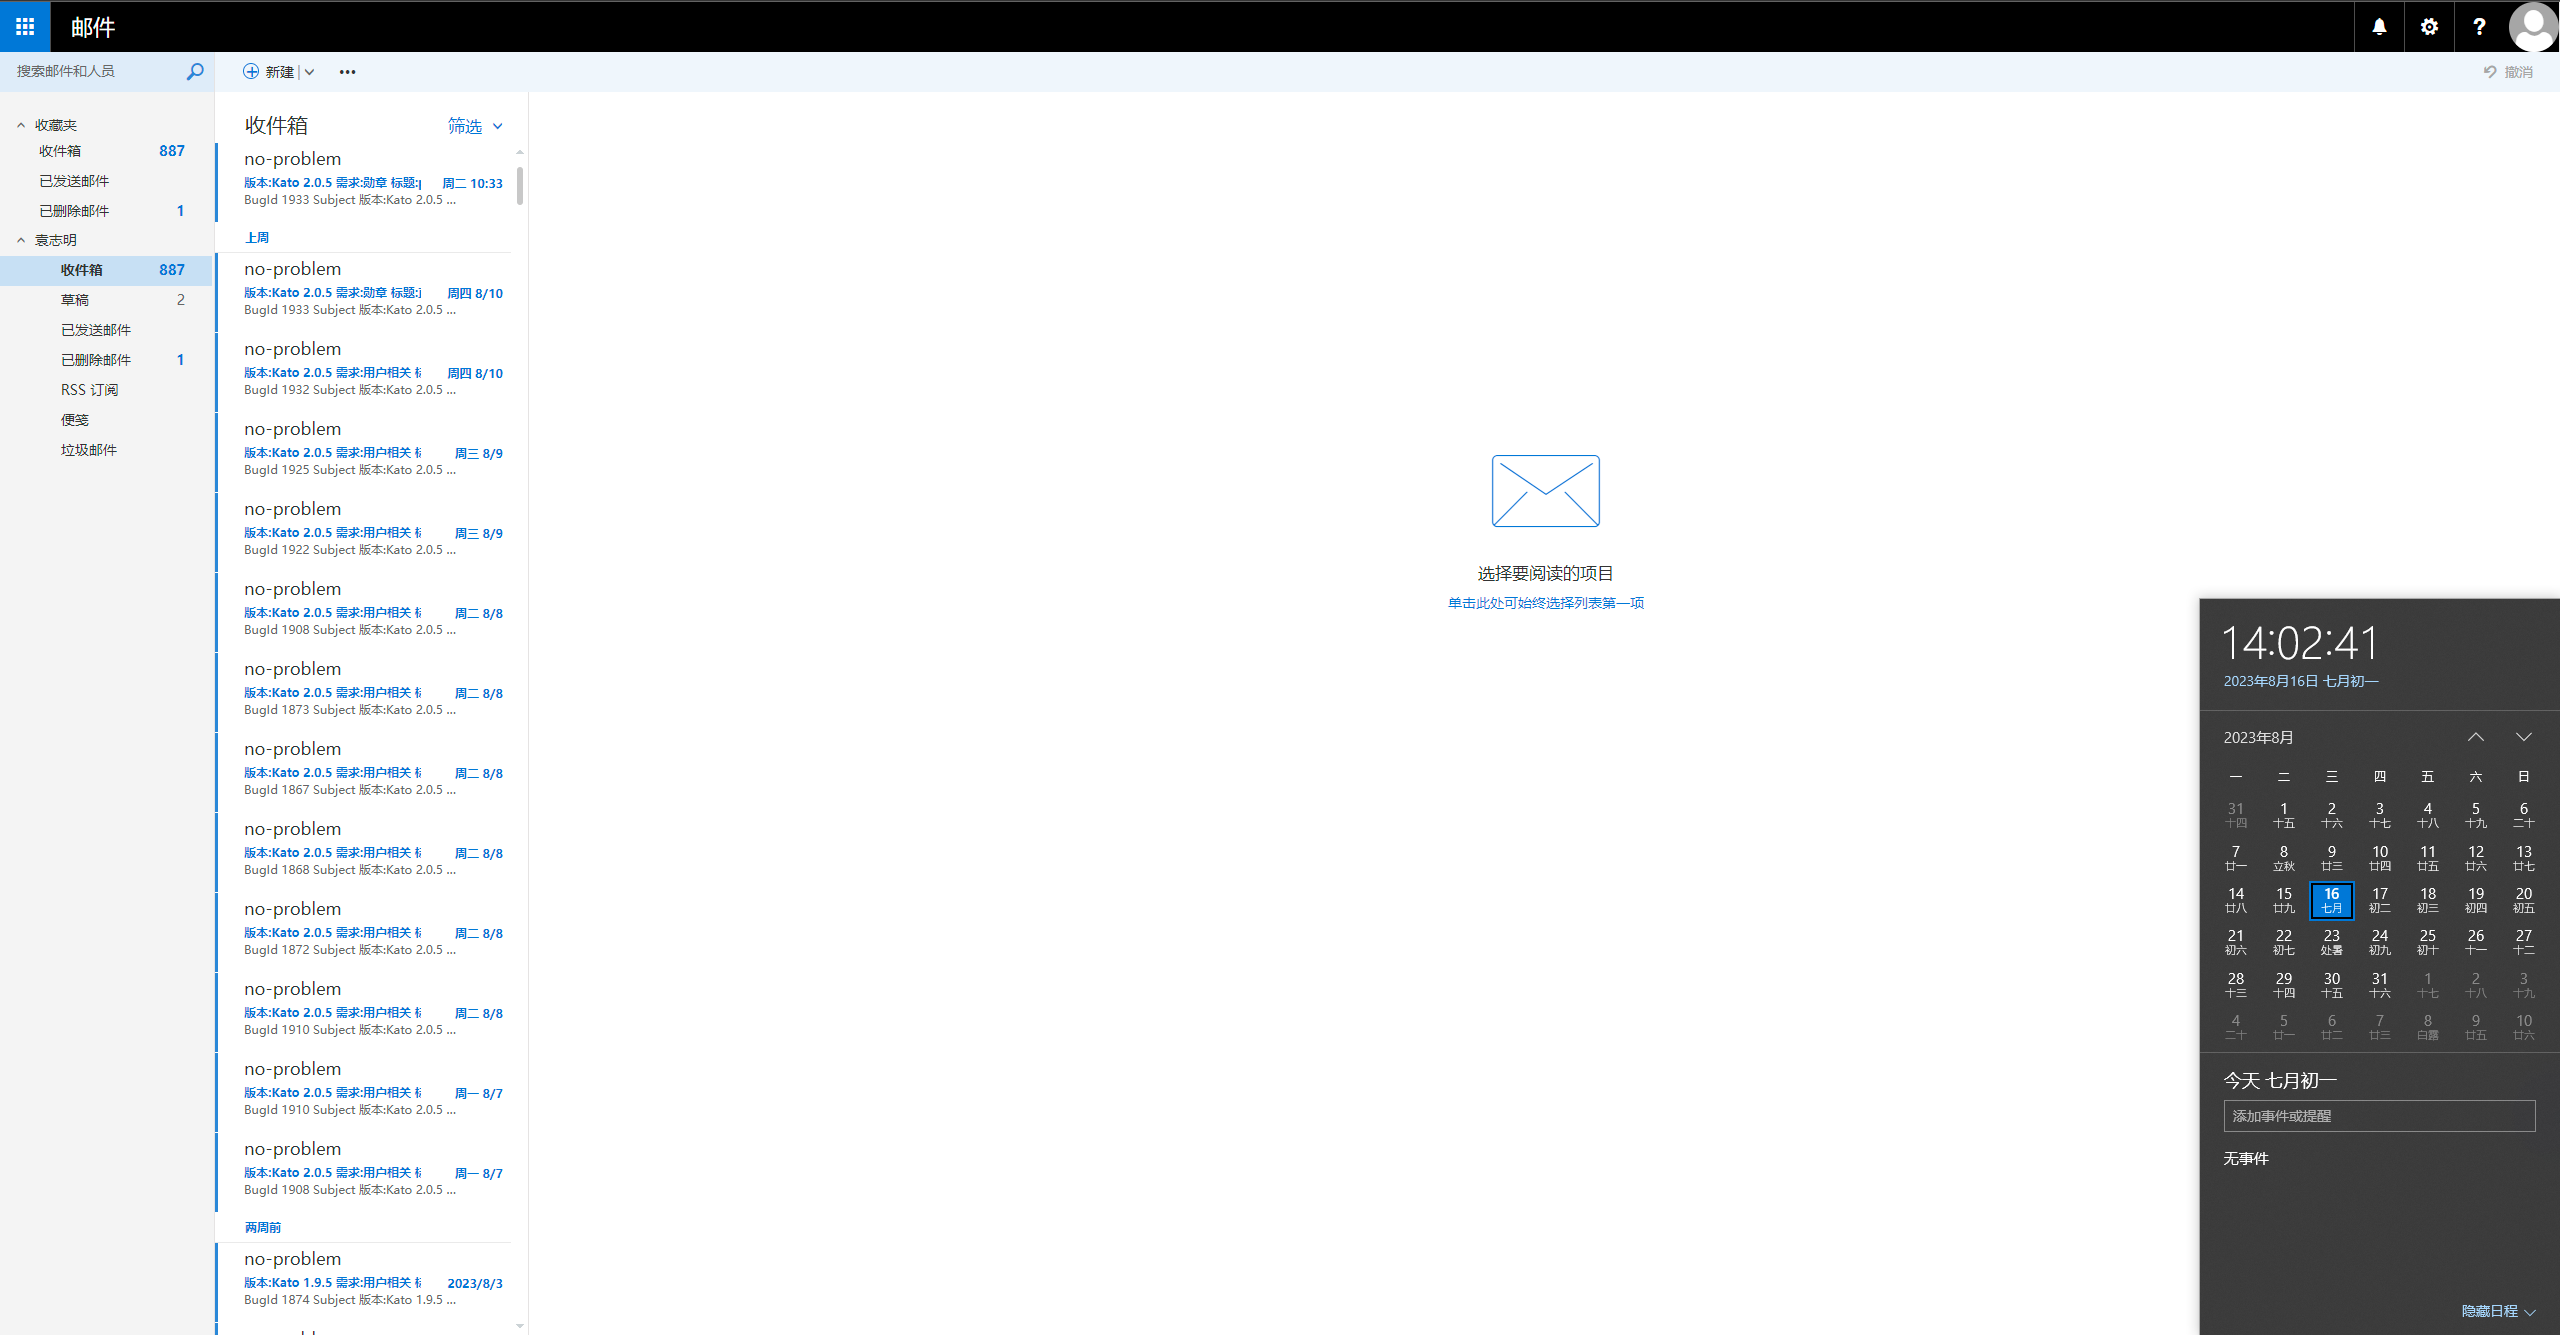 邮件
搜索邮件和人员
新建
撤消
收藏夹
收件箱 887
已发送邮件
已删除邮件 1
袁志明
收件箱 887
草稿 2
已发送邮件
已删除邮件 1
RSS 订阅
便笺
垃圾邮件
收件箱 筛选
no-problem
版本:Kato 2.0.5 需求:勋章 标题: 周二 10:33
BugId 1933 Subject 版本:Kato 2.0.5 ...
上周
no-problem
版本:Kato 2.0.5 需求:勋章 标题: 周四 8/10
BugId 1933 Subject 版本:Kato 2.0.5 ...
no-problem
版本:Kato 2.0.5 需求:用户相关 周四 8/10
BugId 1932 Subject 版本:Kato 2.0.5 ...
no-problem
版本:Kato 2.0.5 需求:用户相关 周三 8/9
BugId 1925 Subject 版本:Kato 2.0.5 ...
no-problem
版本:Kato 2.0.5 需求:用户相关 周三 8/9
BugId 1922 Subject 版本:Kato 2.0.5 ...
no-problem
版本:Kato 2.0.5 需求:用户相关 周二 8/8
BugId 1908 Subject 版本:Kato 2.0.5 ...
no-problem
版本:Kato 2.0.5 需求:用户相关 周二 8/8
BugId 1873 Subject 版本:Kato 2.0.5 ...
no-problem
版本:Kato 2.0.5 需求:用户相关 周二 8/8
BugId 1867 Subject 版本:Kato 2.0.5 ...
no-problem
版本:Kato 2.0.5 需求:用户相关 周二 8/8
BugId 1868 Subject 版本:Kato 2.0.5 ...
no-problem
版本:Kato 2.0.5 需求:用户相关 周二 8/8
BugId 1872 Subject 版本:Kato 2.0.5 ...
no-problem
版本:Kato 2.0.5 需求:用户相关 周二 8/8
BugId 1910 Subject 版本:Kato 2.0.5 ...
no-problem
版本:Kato 2.0.5 需求:用户相关 周一 8/7
BugId 1910 Subject 版本:Kato 2.0.5 ...
no-problem
版本:Kato 2.0.5 需求:用户相关 周一 8/7
BugId 1908 Subject 版本:Kato 2.0.5 ...
两周前
no-problem
版本:Kato 1.9.5 需求:用户相关 2023/8/3
BugId 1874 Subject 版本:Kato 1.9.5 ...
选择要阅读的项目
单击此处可始终选择列表第一项
14:02:41
2023年8月16日 七月初一
2023年8月
一 二 三 四 五 六 日
31 1 2 3 4 5 6
十四 十五 十六 十七 十八 十九 二十
7 8 9 10 11 12 13
廿一 立秋 廿三 廿四 廿五 廿六 廿七
14 15 16 17 18 19 20
廿八 廿九 七月 初二 初三 初四 初五
21 22 23 24 25 26 27
初六 初七 处暑 初九 初十 十一 十二
28 29 30 31 1 2 3
十三 十四 十五 十六 十七 十八 十九
4 5 6 7 8 9 10
二十 廿一 廿二 廿三 白露 廿五 廿六
今天 七月初一
添加事件或提醒
无事件
隐藏日程